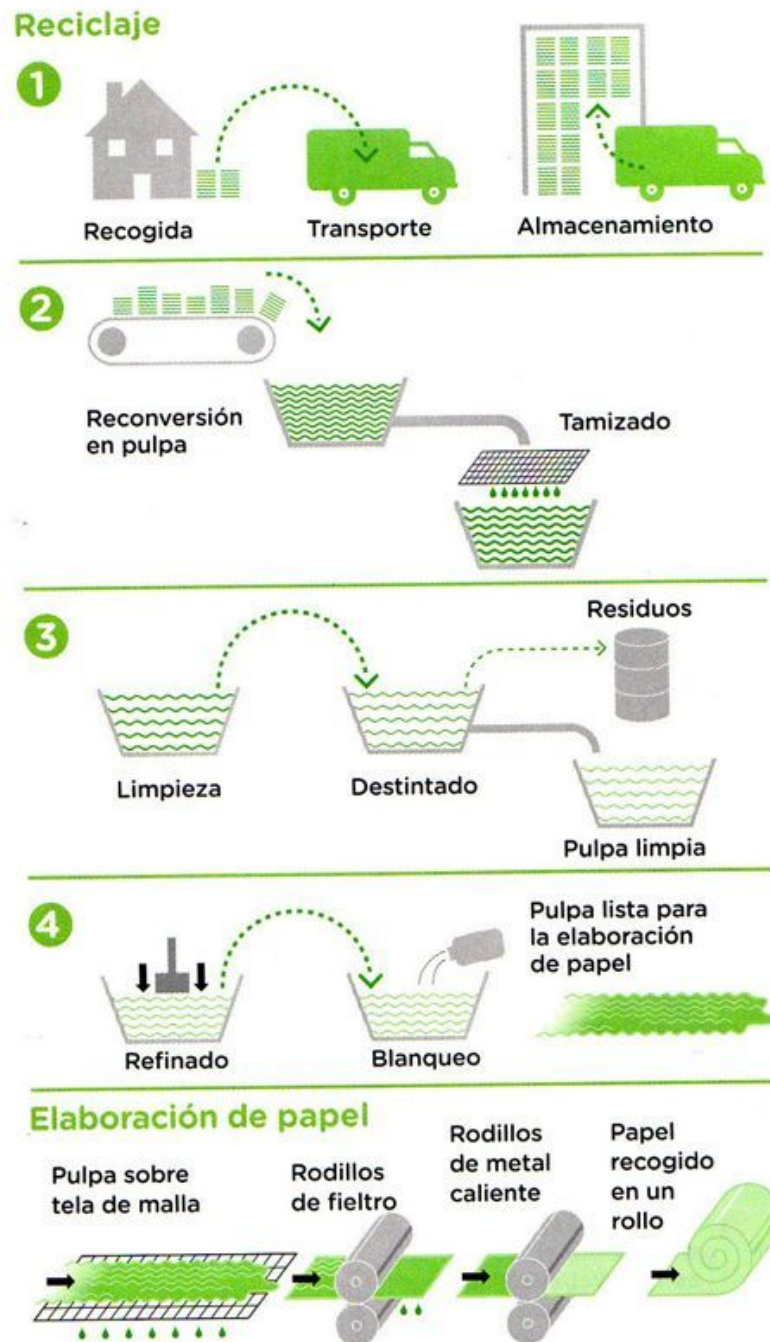 Reciclaje
1
Recogida
Transporte
Almacenamiento
2
Reconversión
en pulpa
Tamizado
3
Residuos
Limpieza
Destintado
Pulpa limpia
4
Pulpa lista para
la elaboración
de papel
Refinado
Blanqueo
Elaboración de papel
Pulpa sobre
tela de malla
Rodillos
de fieltro
Rodillos
de metal
caliente
Papel
recogido
en un
rollo